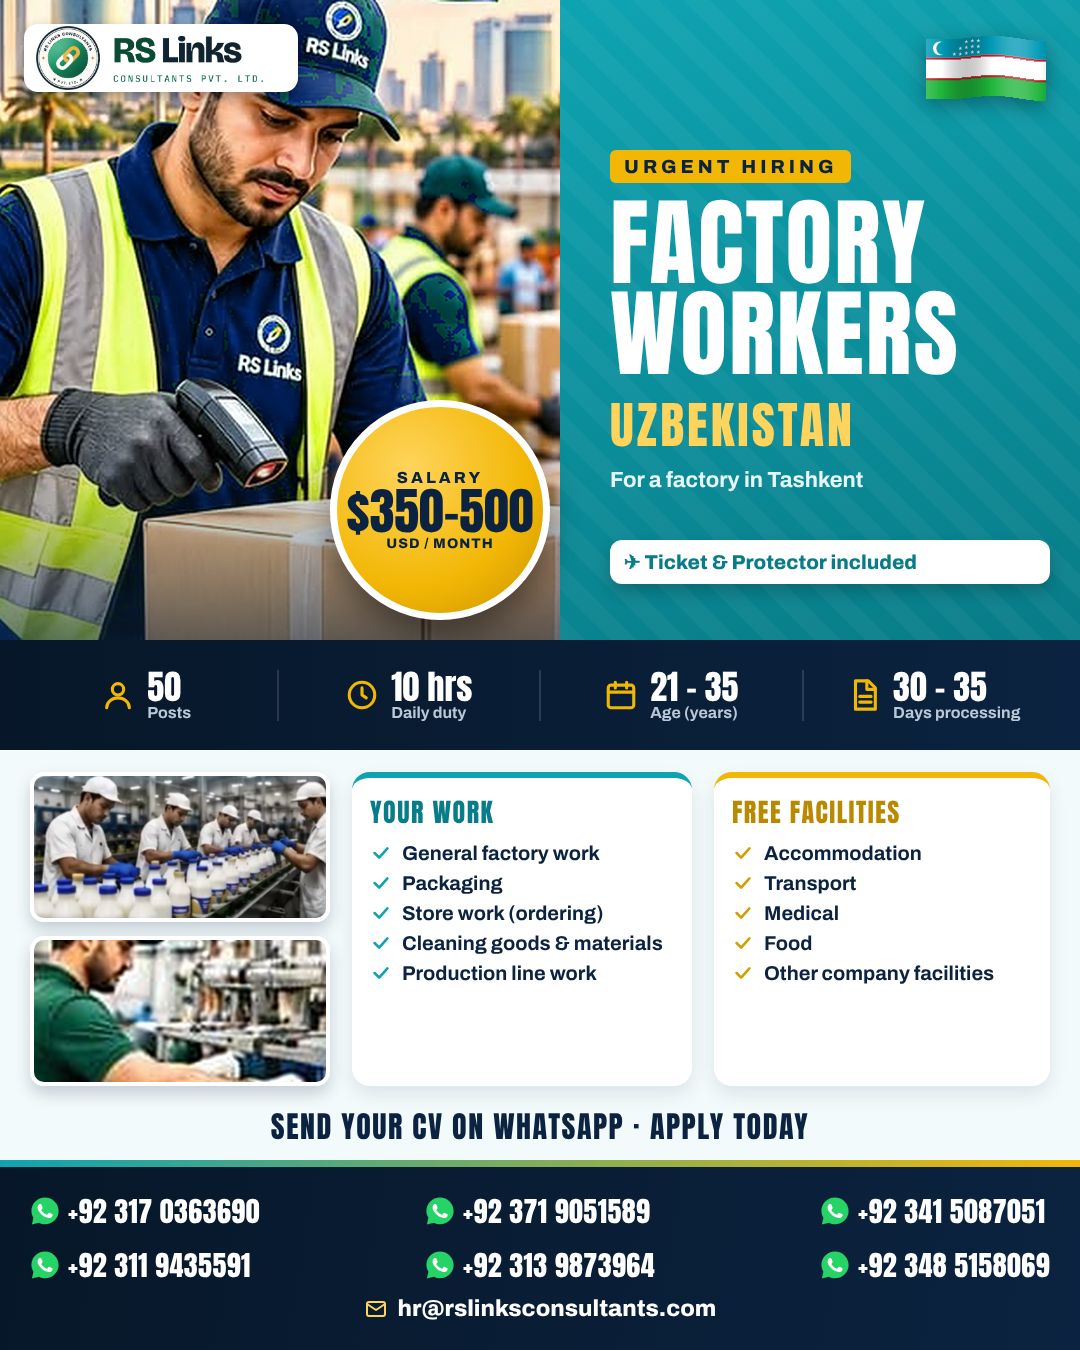 RS Links
CONSULTANTS PVT. LTD.
RS Links
RS Links
URGENT HIRING
FACTORY
WORKERS
UZBEKISTAN
For a factory in Tashkent
SALARY
$350-500
USD / MONTH
✈ Ticket & Protector included
50
Posts
10 hrs
Daily duty
21 - 35
Age (years)
30 - 35
Days processing
YOUR WORK
General factory work
Packaging
Store work (ordering)
Cleaning goods & materials
Production line work
FREE FACILITIES
Accommodation
Transport
Medical
Food
Other company facilities
SEND YOUR CV ON WHATSAPP · APPLY TODAY
+92 317 0363690
+92 371 9051589
+92 341 5087051
+92 311 9435591
+92 313 9873964
+92 348 5158069
hr@rslinksconsultants.com